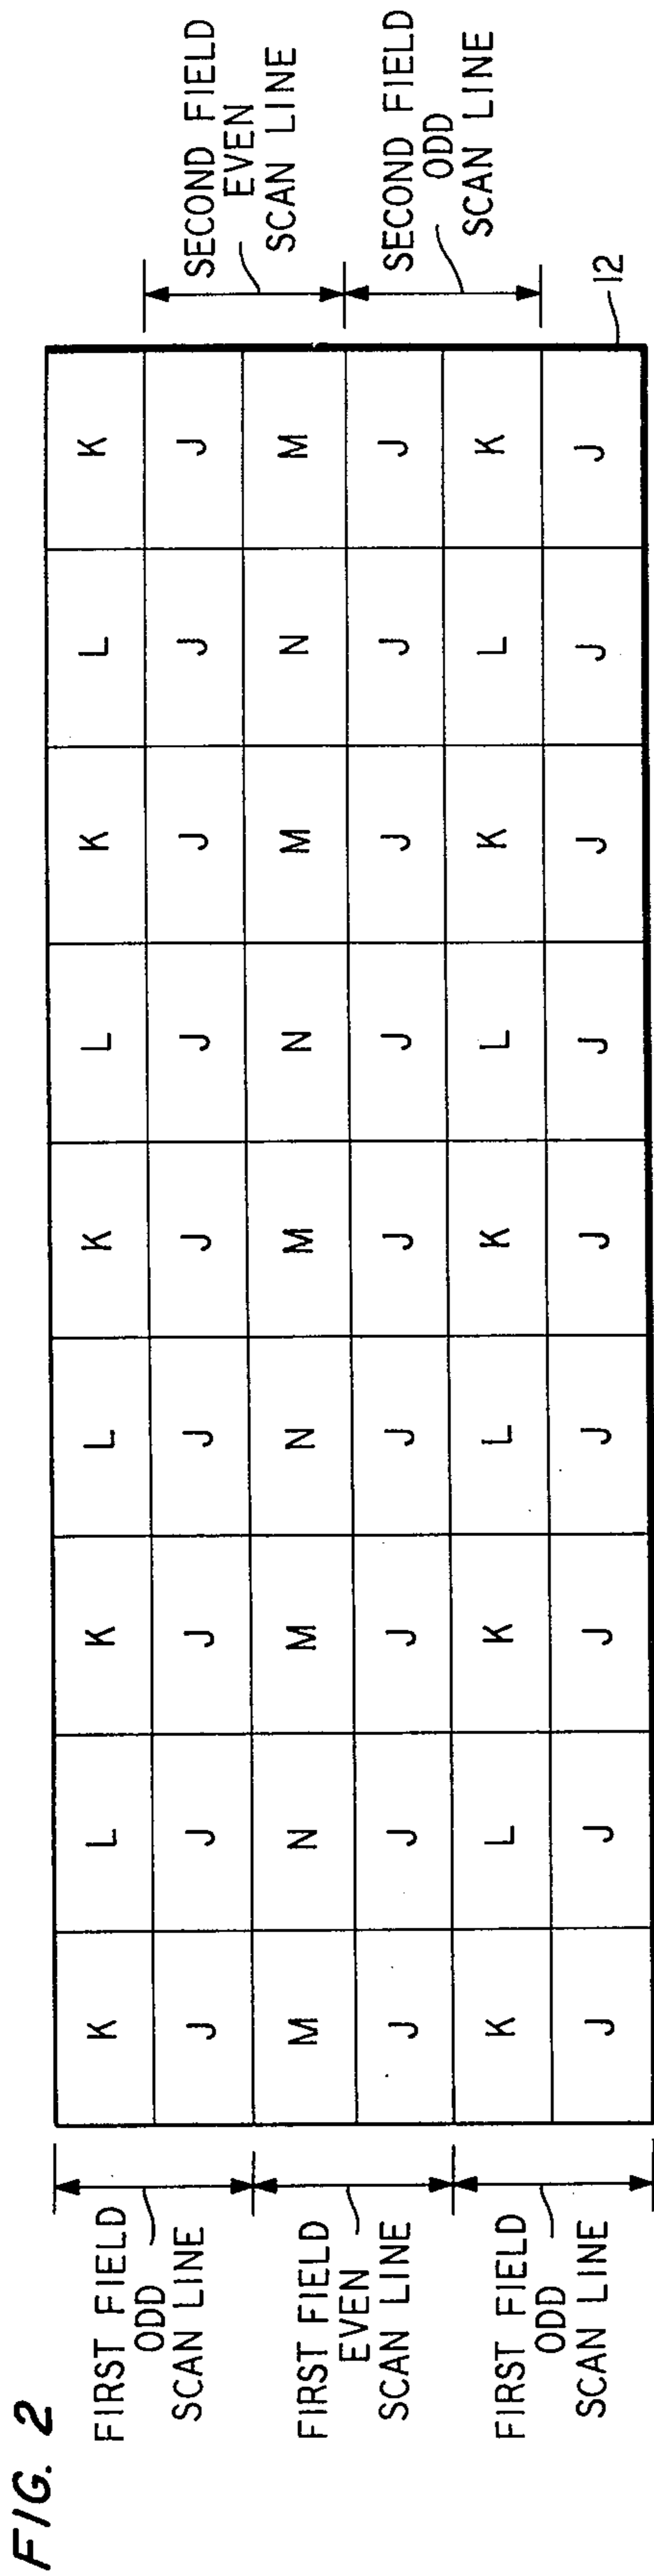 FIG. 2
FIRST FIELD
ODD
SCAN LINE
FIRST FIELD
EVEN
SCAN LINE
FIRST FIELD
ODD
SCAN LINE
K L K L K L K L K
J J J J J J J J J
M N M N M N M N M
J J J J J J J J J
K L K L K L K L K
J J J J J J J J J
SECOND FIELD
EVEN
SCAN LINE
SECOND FIELD
ODD
SCAN LINE
12